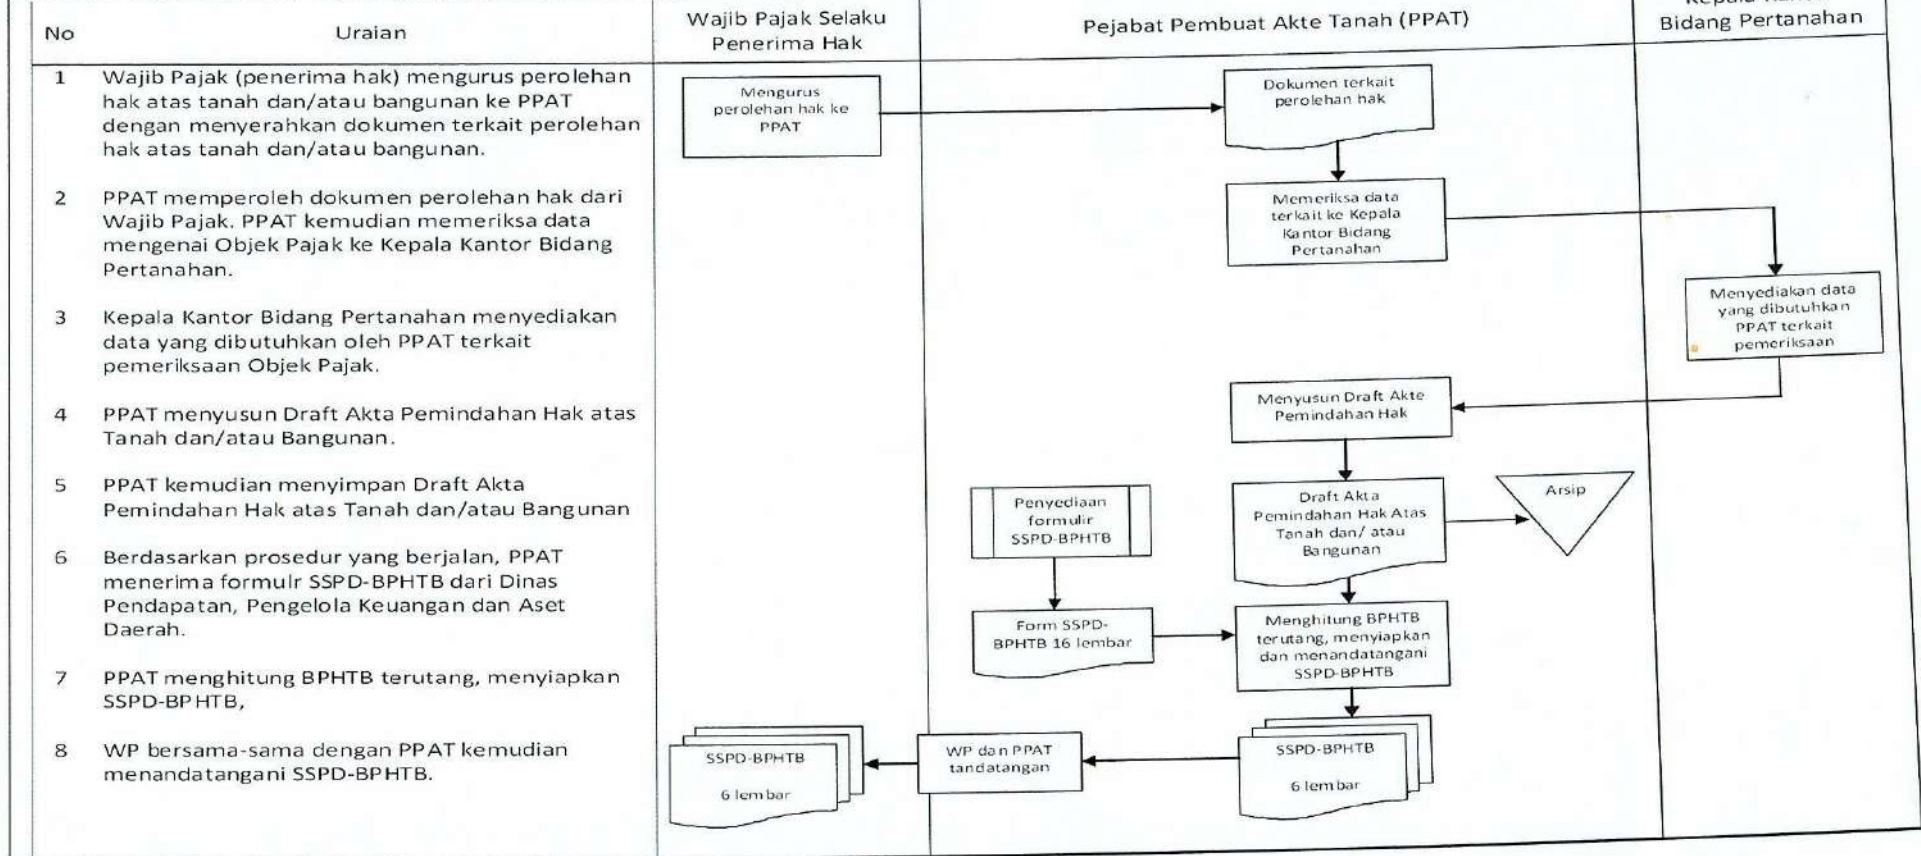 No
Uraian
Wajib Pajak Selaku
Penerima Hak
Pejabat Pembuat Akte Tanah (PPAT)
Bidang Pertanahan
1 Wajib Pajak (penerima hak) mengurus perolehan
hak atas tanah dan/atau bangunan ke PPAT
dengan menyerahkan dokumen terkait perolehan
hak atas tanah dan/atau bangunan.
2 PPAT memperoleh dokumen perolehan hak dari
Wajib Pajak. PPAT kemudian memeriksa data
mengenai Objek Pajak ke Kepala Kantor Bidang
Pertanahan.
3 Kepala Kantor Bidang Pertanahan menyediakan
data yang dibutuhkan oleh PPAT terkait
pemeriksaan Objek Pajak.
4 PPAT menyusun Draft Akta Pemindahan Hak atas
Tanah dan/atau Bangunan.
5 PPAT kemudian menyimpan Draft Akta
Pemindahan Hak atas Tanah dan/atau Bangunan
6 Berdasarkan prosedur yang berjalan, PPAT
menerima formulr SSPD-BPHTB dari Dinas
Pendapatan, Pengelola Keuangan dan Aset
Daerah.
7 PPAT menghitung BPHTB terutang, menyiapkan
SSPD-BPHTB,
8 WP bersama-sama dengan PPAT kemudian
menandatangani SSPD-BPHTB.
Mengurus
perolehan hak ke
PPAT
Dokumen terkait
perolehan hak
Memeriksa data
terkait ke Kepala
Kantor Bidang
Pertanahan
Menyediakan data
yang dibutuhkan
PPAT terkait
pemeriksaan
Menyusun Draft Akte
Pemindahan Hak
Penyediaan
formulir
SSPD-BPHTB
Draft Akta
Pemindahan Hak Atas
Tanah dan/ atau
Bangunan
Arsip
Form SSPD-
BPHTB 16 lembar
Menghitung BPHTB
terutang, menyiapkan
dan menandatangani
SSPD-BPHTB
SSPD-BPHTB
6 lembar
WP dan PPAT
tandatangan
SSPD-BPHTB
6 lembar